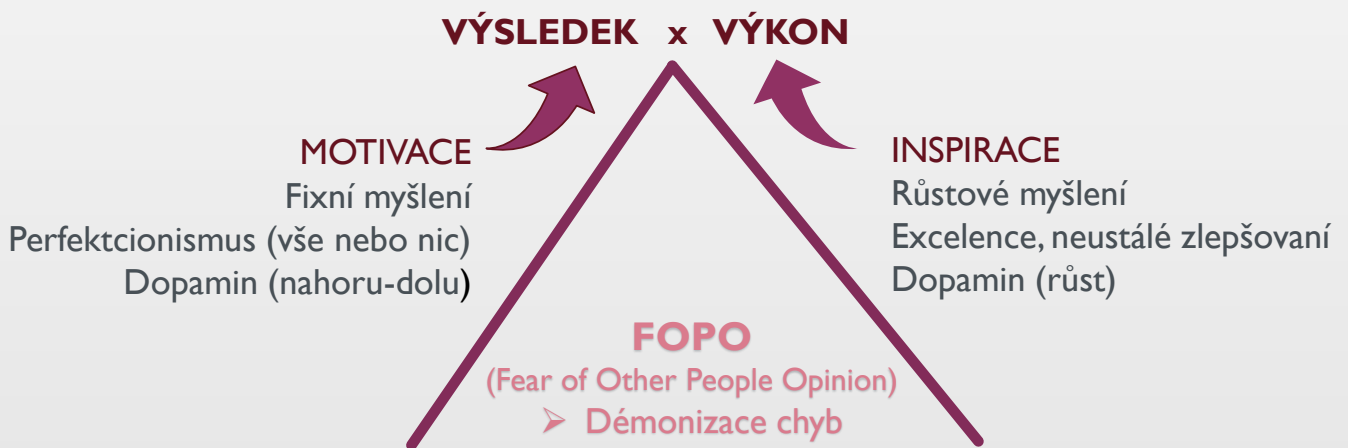 VÝSLEDEK x VÝKON
MOTIVACE
Fixní myšlení
Perfektcionismus (vše nebo nic)
Dopamin (nahoru-dolu)
INSPIRACE
Růstové myšlení
Excelence, neustálé zlepšovaní
Dopamin (růst)
FOPO
(Fear of Other People Opinion)
➢ Démonizace chyb